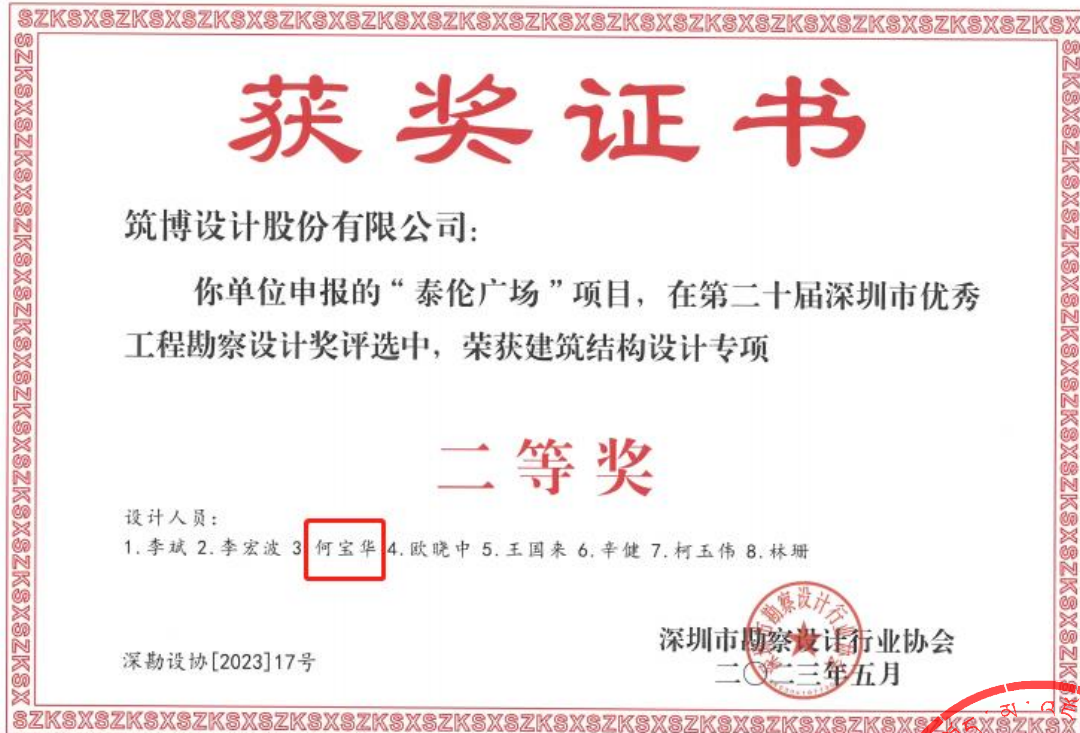 SZKSXSZKSXSZKSXSZKSXSZKSXSZKSXSZKSXSZKSXSZKSXSZKSX
获奖证书
筑博设计股份有限公司:
你单位申报的“泰伦广场”项目, 在第二十届深圳市优秀
工程勘察设计奖评选中, 荣获建筑结构设计专项
二等奖
设计人员:
1.李斌 2.李宏波 3 何宝华 4.欧晓中 5.王国来 6.辛健 7.柯玉伟 8.林珊
深圳市勘察设计行业协会
深勘设协[2023]17号
二〇二三年五月
SZKSXSZKSXSZKSXSZKSXSZKSXSZKSXSZKSXSZKSXSZKSXSZKSX